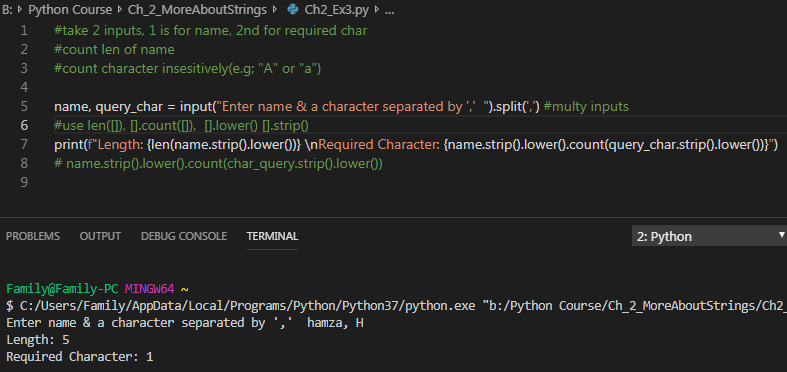 B: > Python Course > Ch_2_MoreAboutStrings > Ch2_Ex3.py > ...
1 #take 2 inputs, 1 is for name, 2nd for required char
2 #count len of name
3 #count character insesitively(e.g; "A" or "a")
4
5 name, query_char = input("Enter name & a character separated by ','  ").split(',') #multy inputs
6 #use len([]), [].count([]),  [].lower() [].strip()
7 print(f"Length: {len(name.strip().lower())} \nRequired Character: {name.strip().lower().count(query_char.strip().lower())}")
8 # name.strip().lower().count(char_query.strip().lower())
9
PROBLEMS OUTPUT DEBUG CONSOLE TERMINAL 2: Python
Family@Family-PC MINGW64 ~
$ C:/Users/Family/AppData/Local/Programs/Python/Python37/python.exe "b:/Python Course/Ch_2_MoreAboutStrings/Ch2_
Enter name & a character separated by ','  hamza, H
Length: 5
Required Character: 1